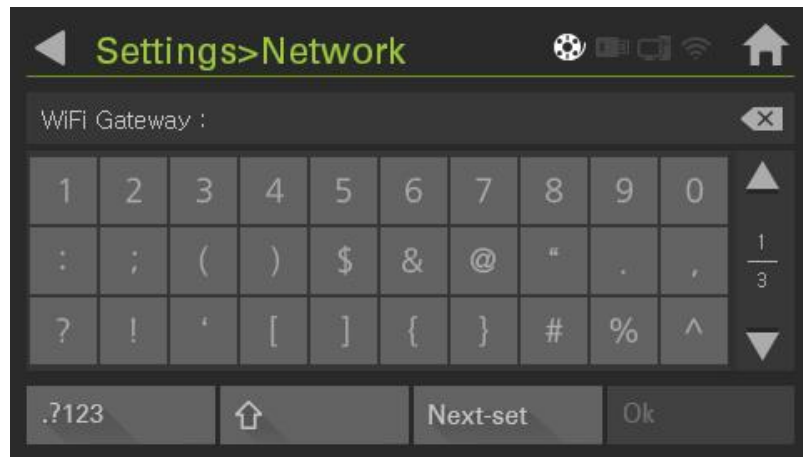 Settings>Network
WiFi Gateway :
1 2 3 4 5 6 7 8 9 0
: ; ( ) $ & @ “ . ,
1
3
? ! ‘ [ ] { } # % ^
.?123 Next-set Ok